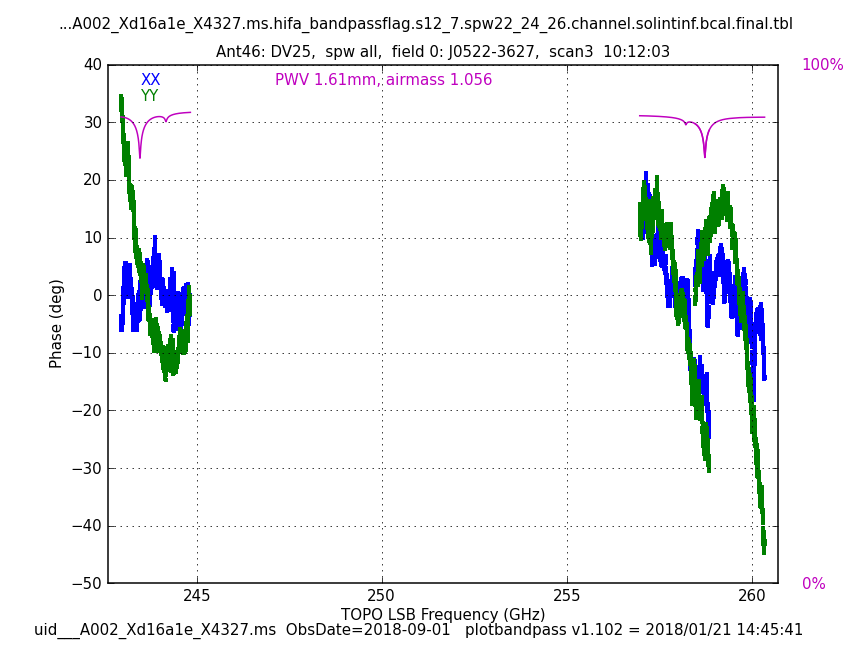 ...A002_Xd16a1e_X4327.ms.hifa_bandpassflag.s12_7.spw22_24_26.channel.solintinf.bcal.final.tbl
Ant46: DV25,  spw all,  field 0: J0522-3627,  scan3  10:12:03
40
XX
PWV 1.61mm, airmass 1.056
100%
YY
30
20
10
0
Phase (deg)
−10
−20
−30
−40
−50
0%
245
250
255
260
TOPO LSB Frequency (GHz)
uid___A002_Xd16a1e_X4327.ms  ObsDate=2018-09-01   plotbandpass v1.102 = 2018/01/21 14:45:41